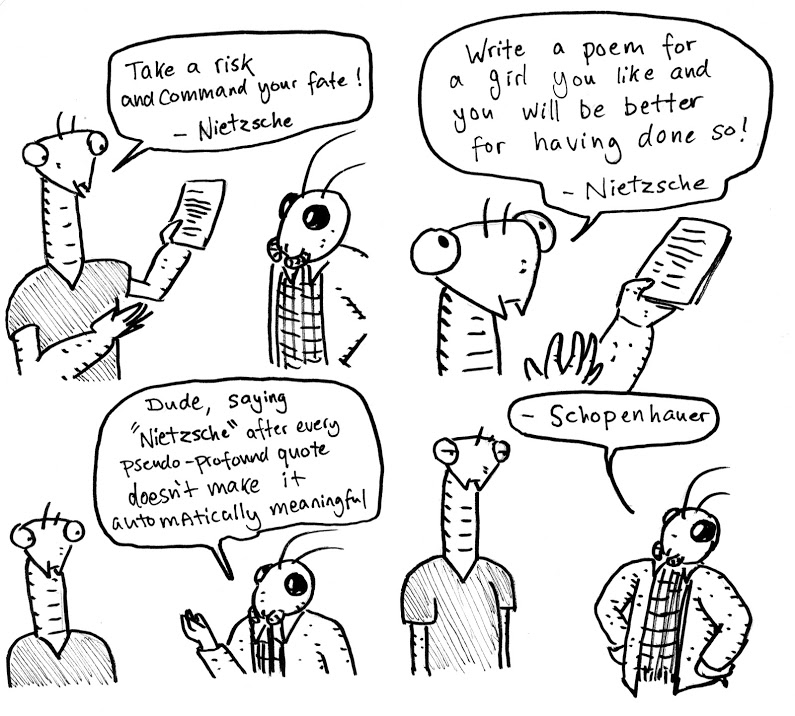 Take a risk
and command your fate!
- Nietzsche
Write a poem for
a girl you like and
you will be better
for having done so!
- Nietzsche
Dude, saying
"Nietzsche" after every
pseudo-profound quote
doesn't make it
automatically meaningful
- Schopenhauer